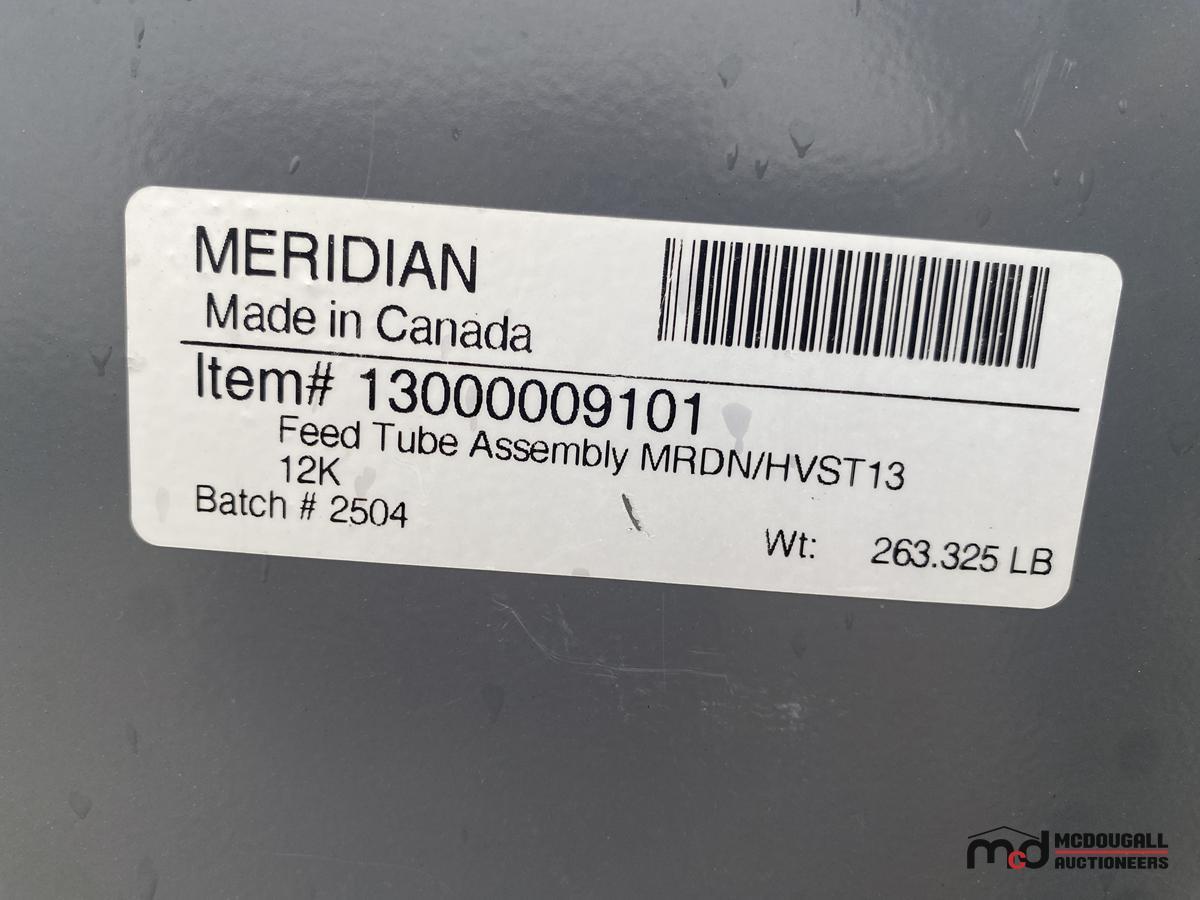 MERIDIAN
Made in Canada
Item# 13000009101
Feed Tube Assembly MRDN/HVST13
12K
Batch # 2504
Wt: 263.325 LB
mcd MCDOUGALL
AUCTIONEERS